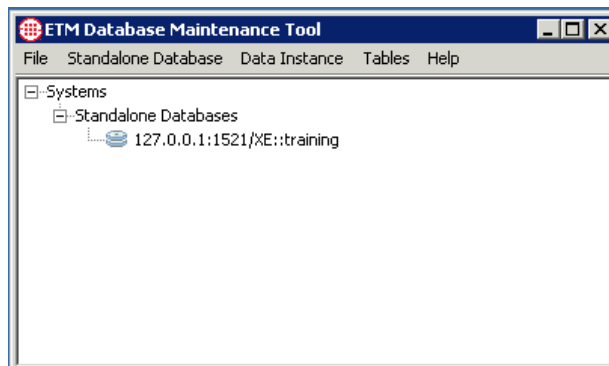 ETM Database Maintenance Tool
File Standalone Database Data Instance Tables Help
Systems
Standalone Databases
127.0.0.1:1521/XE::training